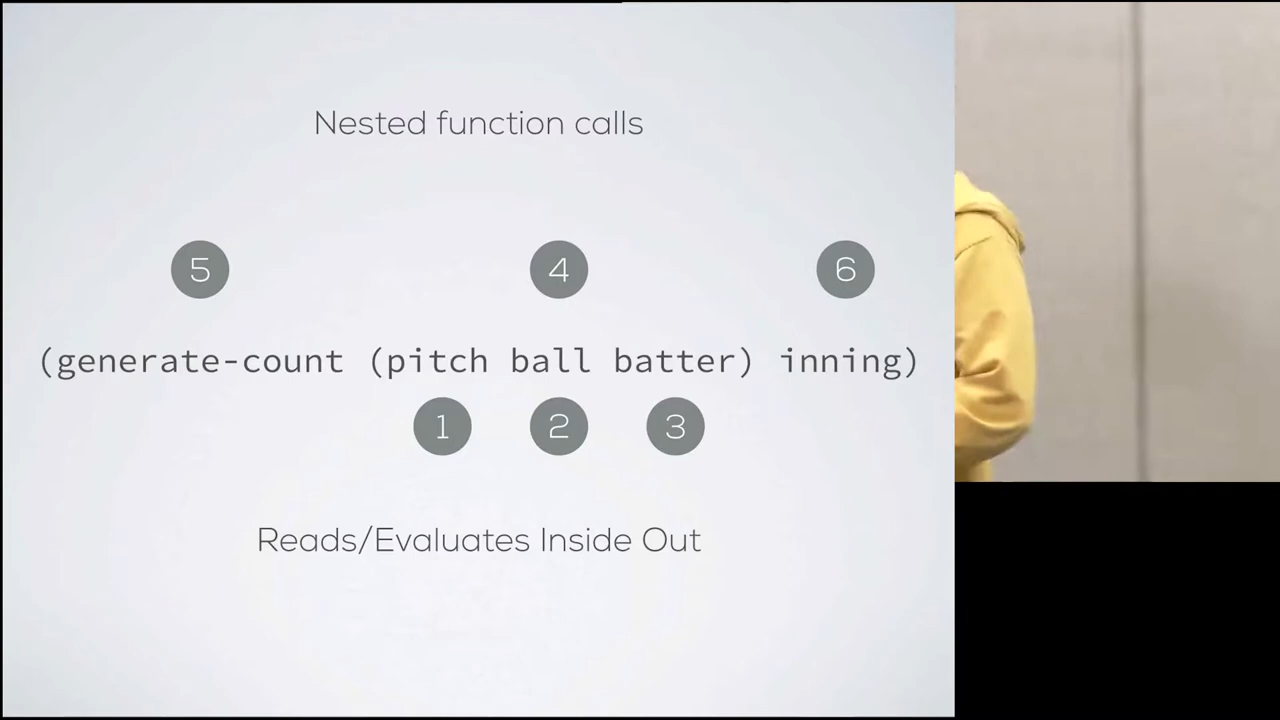 Nested function calls
5 4 6
(generate-count (pitch ball batter) inning)
1 2 3
Reads/Evaluates Inside Out